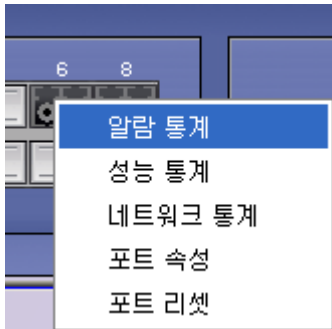 6 8
알람 통계
성능 통계
네트워크 통계
포트 속성
포트 리셋